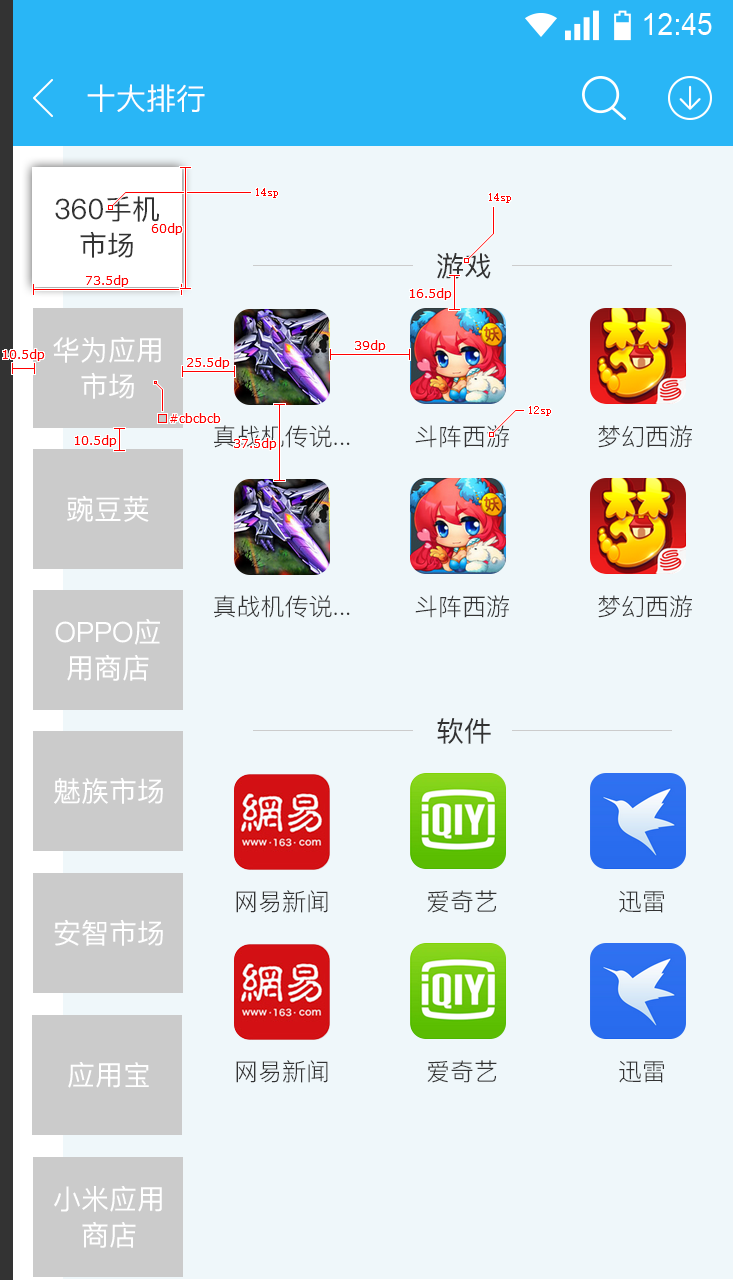 12:45
十大排行
360手机
市场
14sp
60dp
73.5dp
14sp
游戏
16.5dp
10.5dp
华为应用
市场
25.5dp
39dp
妖
#cbcbcb
12sp
真战机传说...
斗阵西游
梦幻西游
10.5dp
37.5dp
豌豆荚
妖
真战机传说...
斗阵西游
梦幻西游
OPPO应
用商店
软件
魅族市场
網易
www·163·com
iQIYI
网易新闻
爱奇艺
迅雷
安智市场
網易
www·163·com
iQIYI
网易新闻
爱奇艺
迅雷
应用宝
小米应用
商店